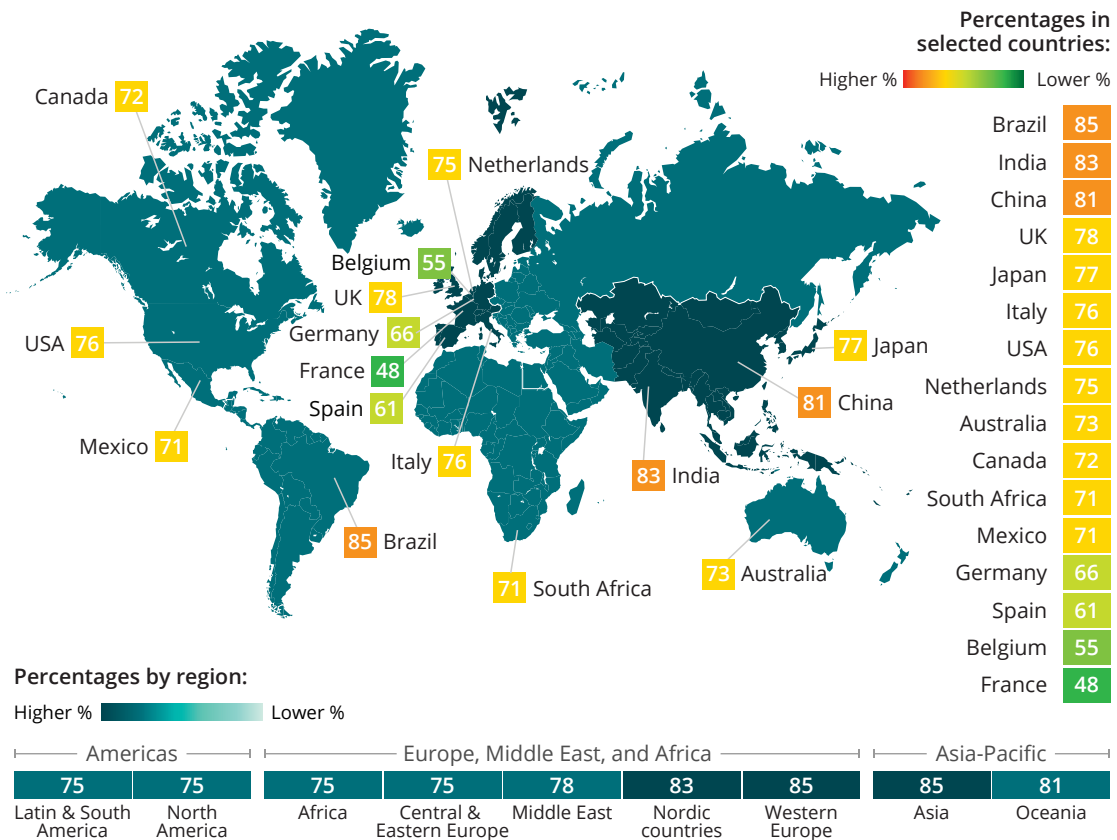 Percentages in
selected countries:
Higher % Lower %
Canada 72
75 Netherlands
Belgium 55
UK 78
Germany 66
USA 76
France 48
Spain 61
77 Japan
81 China
Mexico 71
Italy 76
83 India
85 Brazil
71 South Africa
73 Australia
Brazil 85
India 83
China 81
UK 78
Japan 77
Italy 76
USA 76
Netherlands 75
Australia 73
Canada 72
South Africa 71
Mexico 71
Germany 66
Spain 61
Belgium 55
France 48
Percentages by region:
Higher % Lower %
Americas
75 75
Latin & South North
America America
Europe, Middle East, and Africa
75 75 78 83 85
Africa Central & Middle East Nordic Western
Eastern Europe countries Europe
Asia-Pacific
85 81
Asia Oceania